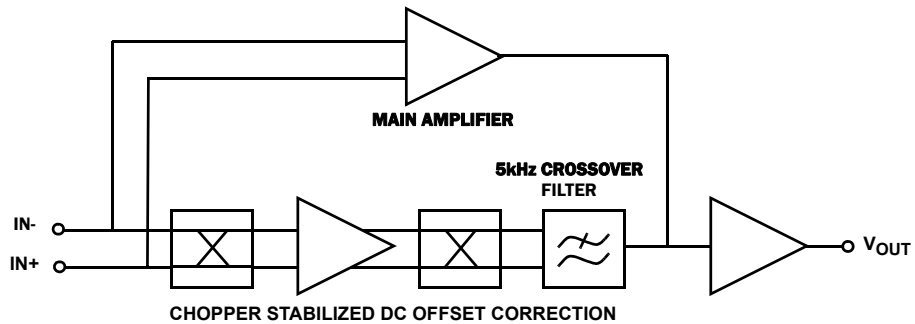 MAIN AMPLIFIER
5kHz CROSSOVER
FILTER
IN-
IN+
VOUT
CHOPPER STABILIZED DC OFFSET CORRECTION